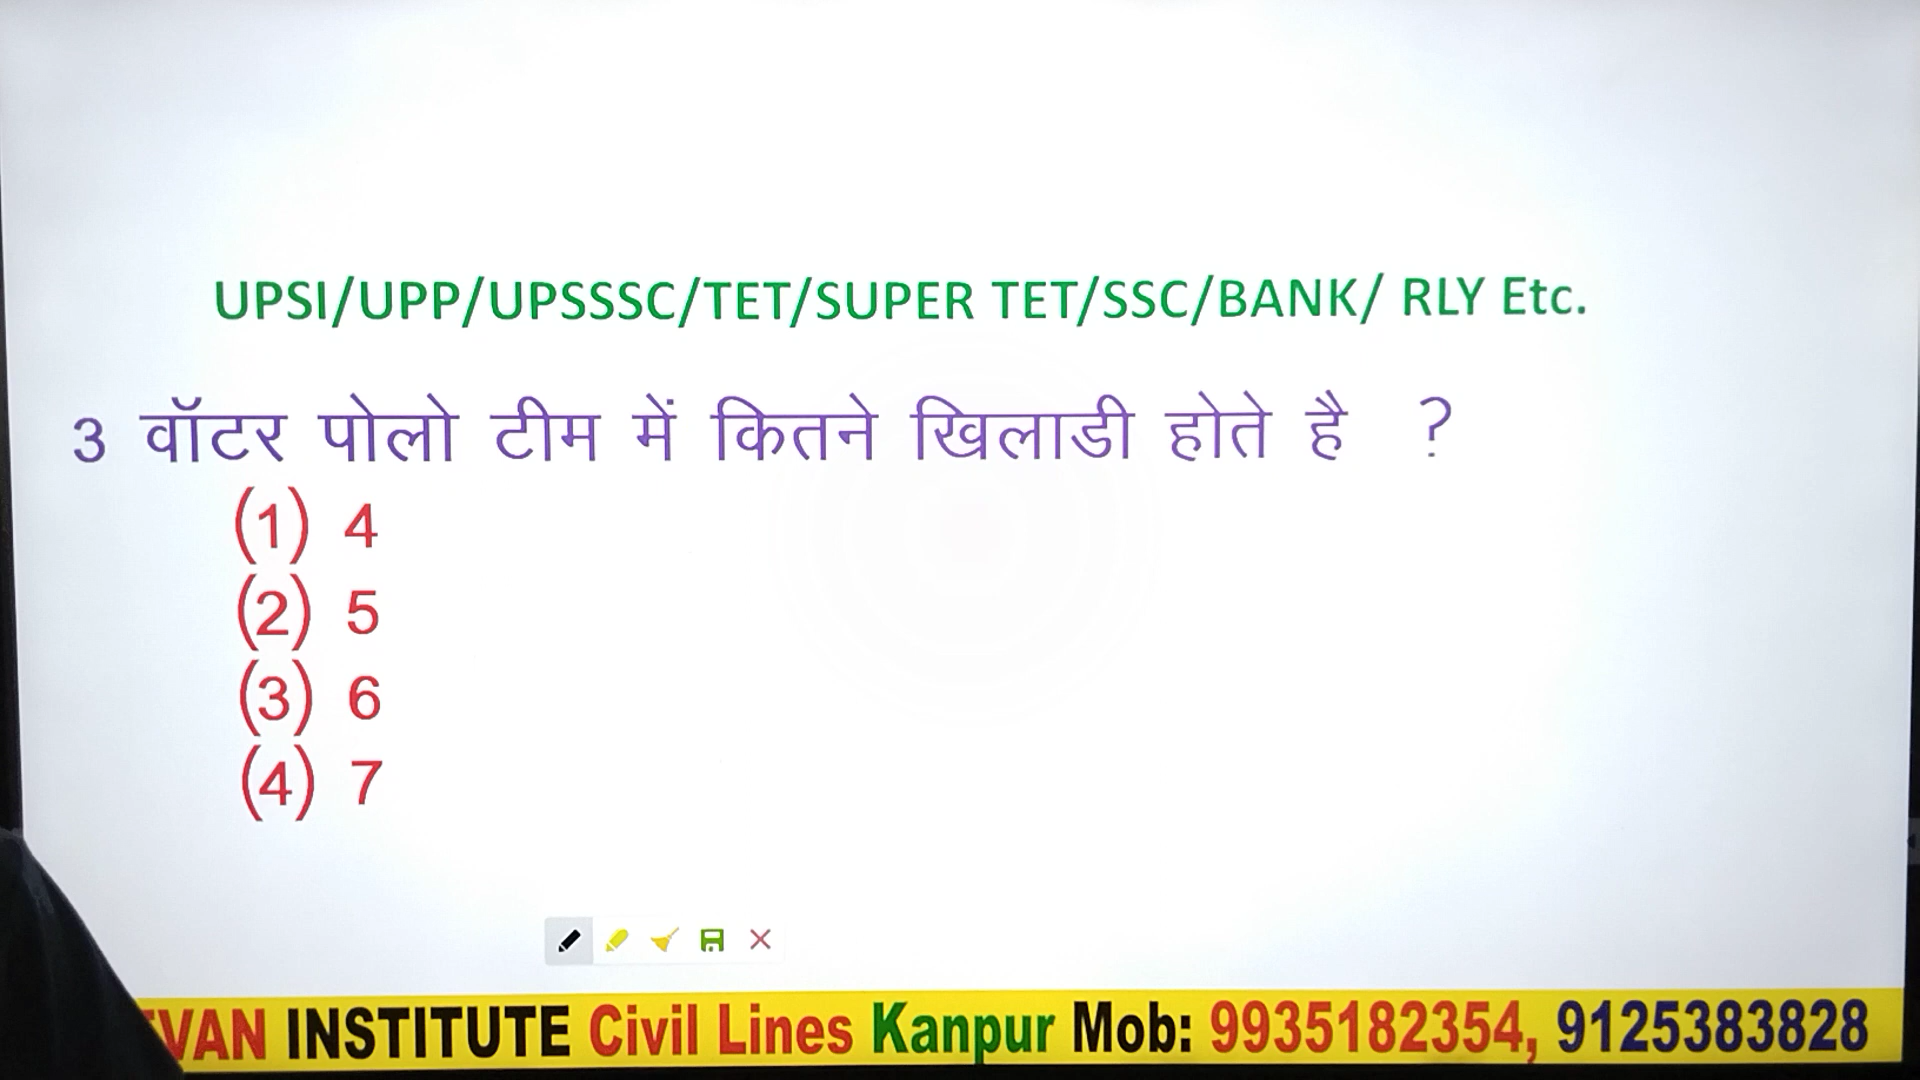 UPSI/UPP/UPSSSC/TET/SUPER TET/SSC/BANK/ RLY Etc.
3 वॉटर पोलो टीम में कितने खिलाडी होते है ?
(1) 4
(2) 5
(3) 6
(4) 7
INSTITUTE Civil Lines Kanpur Mob: 9935182354, 9125383828